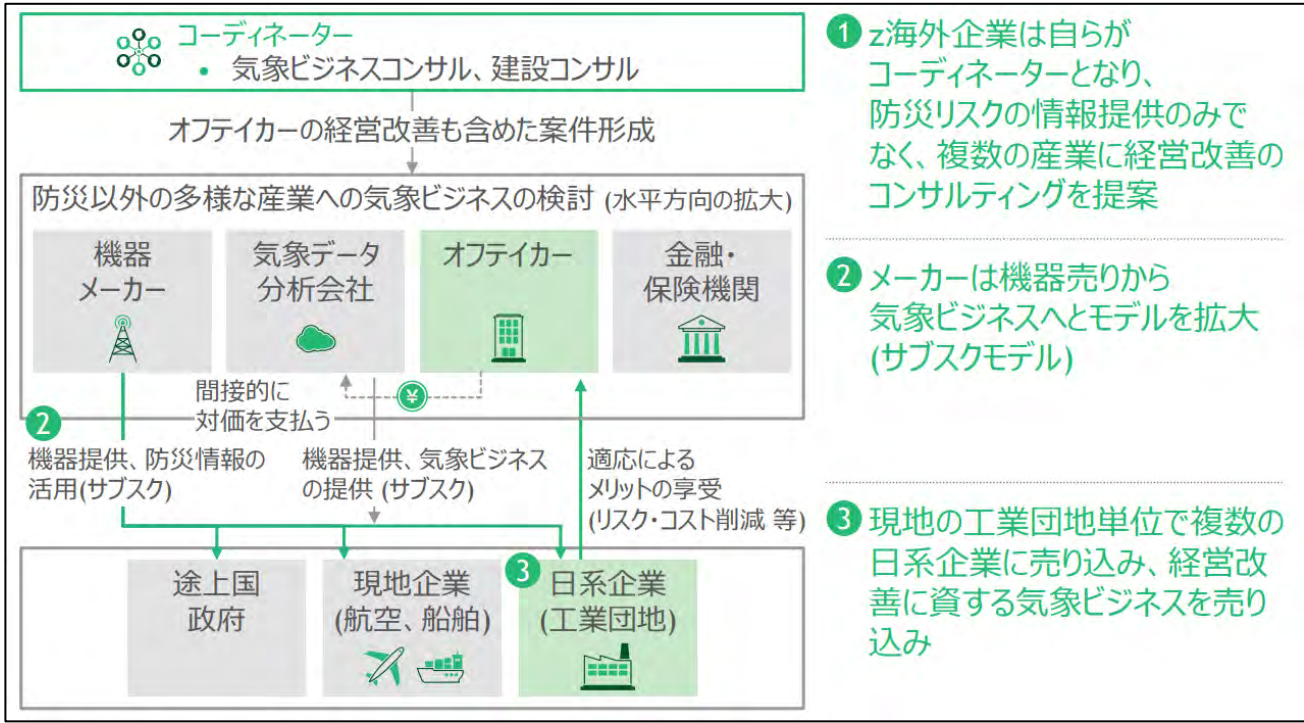 コーディネーター
• 気象ビジネスコンサル、建設コンサル
オフテイカーの経営改善も含めた案件形成
防災以外の多様な産業への気象ビジネスの検討 (水平方向の拡大)
機器
メーカー
気象データ
分析会社
オフテイカー
金融・
保険機関
間接的に
対価を支払う
¥
2
機器提供、防災情報の
活用(サブスク)
機器提供、気象ビジネス
の提供 (サブスク)
適応による
メリットの享受
(リスク・コスト削減 等)
途上国
政府
現地企業
(航空、船舶)
3
日系企業
(工業団地)
1 z海外企業は自らが
コーディネーターとなり、
防災リスクの情報提供のみで
なく、複数の産業に経営改善の
コンサルティングを提案
2 メーカーは機器売りから
気象ビジネスへとモデルを拡大
(サブスクモデル)
3 現地の工業団地単位で複数の
日系企業に売り込み、経営改
善に資する気象ビジネスを売り
込み